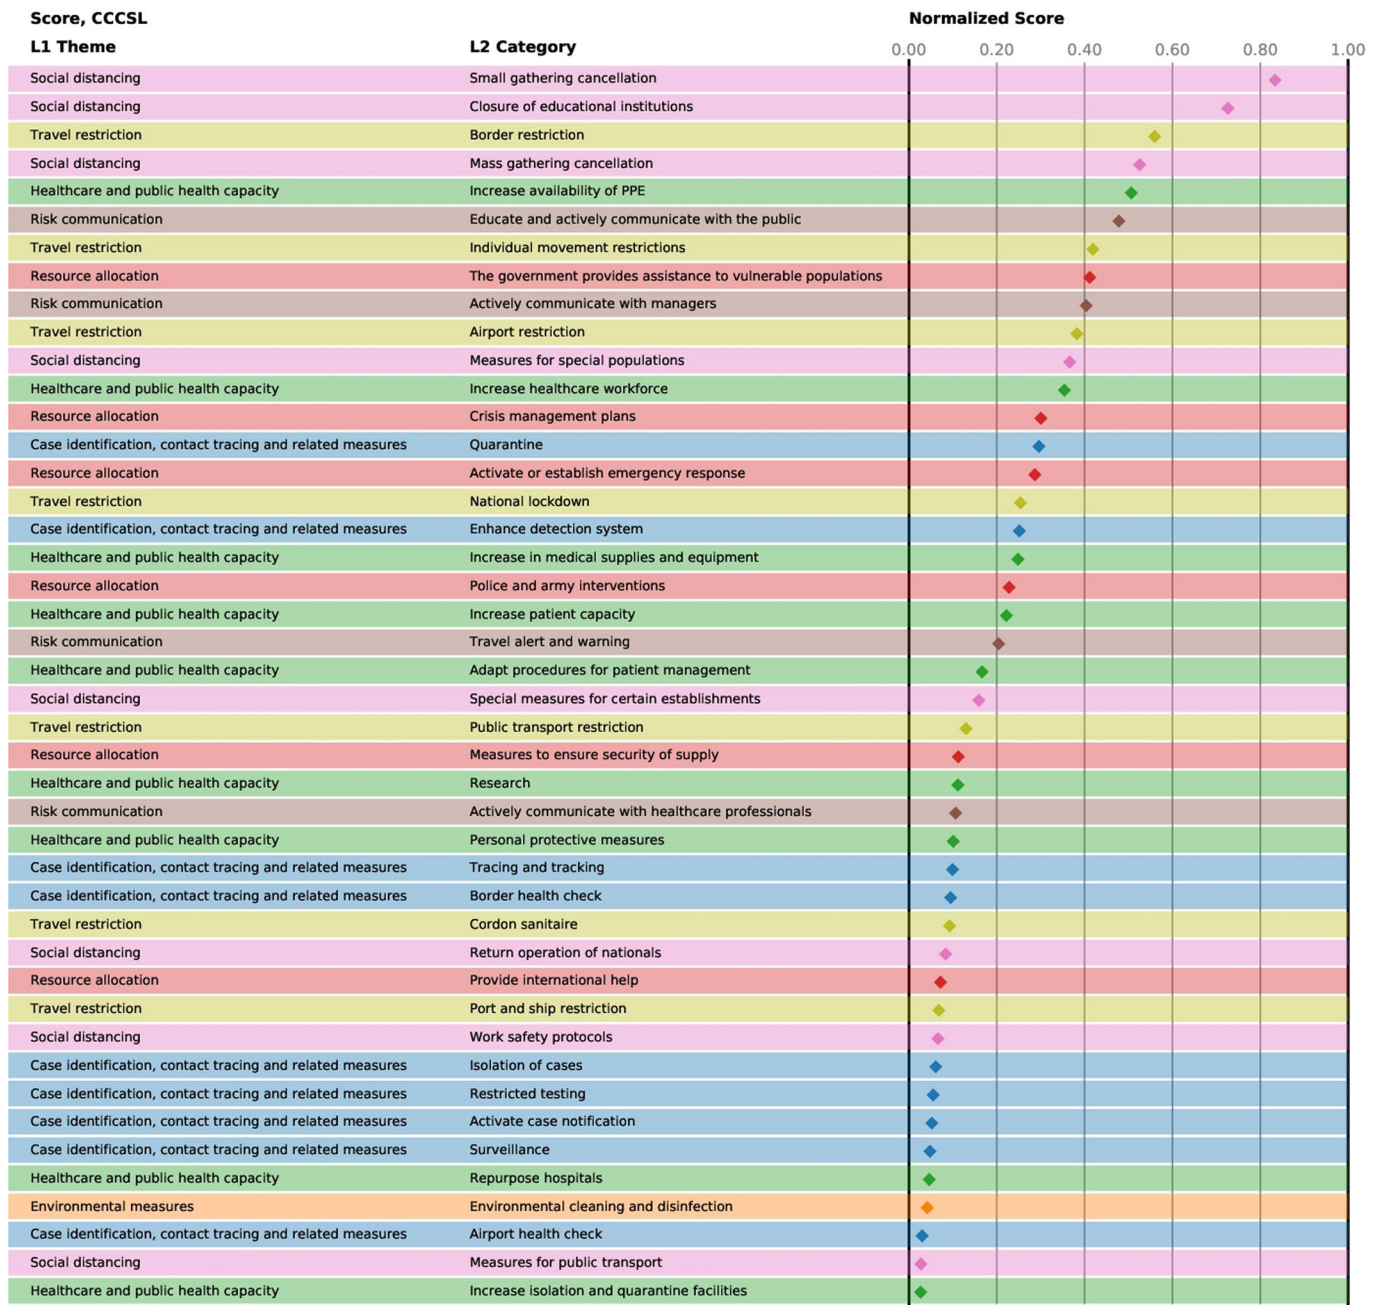 Score, CCCSL Normalized Score
L1 Theme L2 Category 0.00 0.20 0.40 0.60 0.80 1.00
Social distancing Small gathering cancellation
Social distancing Closure of educational institutions
Travel restriction Border restriction
Social distancing Mass gathering cancellation
Healthcare and public health capacity Increase availability of PPE
Risk communication Educate and actively communicate with the public
Travel restriction Individual movement restrictions
Resource allocation The government provides assistance to vulnerable populations
Risk communication Actively communicate with managers
Travel restriction Airport restriction
Social distancing Measures for special populations
Healthcare and public health capacity Increase healthcare workforce
Resource allocation Crisis management plans
Case identification, contact tracing and related measures Quarantine
Resource allocation Activate or establish emergency response
Travel restriction National lockdown
Case identification, contact tracing and related measures Enhance detection system
Healthcare and public health capacity Increase in medical supplies and equipment
Resource allocation Police and army interventions
Healthcare and public health capacity Increase patient capacity
Risk communication Travel alert and warning
Healthcare and public health capacity Adapt procedures for patient management
Social distancing Special measures for certain establishments
Travel restriction Public transport restriction
Resource allocation Measures to ensure security of supply
Healthcare and public health capacity Research
Risk communication Actively communicate with healthcare professionals
Healthcare and public health capacity Personal protective measures
Case identification, contact tracing and related measures Tracing and tracking
Case identification, contact tracing and related measures Border health check
Travel restriction Cordon sanitaire
Social distancing Return operation of nationals
Resource allocation Provide international help
Travel restriction Port and ship restriction
Social distancing Work safety protocols
Case identification, contact tracing and related measures Isolation of cases
Case identification, contact tracing and related measures Restricted testing
Case identification, contact tracing and related measures Activate case notification
Case identification, contact tracing and related measures Surveillance
Healthcare and public health capacity Repurpose hospitals
Environmental measures Environmental cleaning and disinfection
Case identification, contact tracing and related measures Airport health check
Social distancing Measures for public transport
Healthcare and public health capacity Increase isolation and quarantine facilities